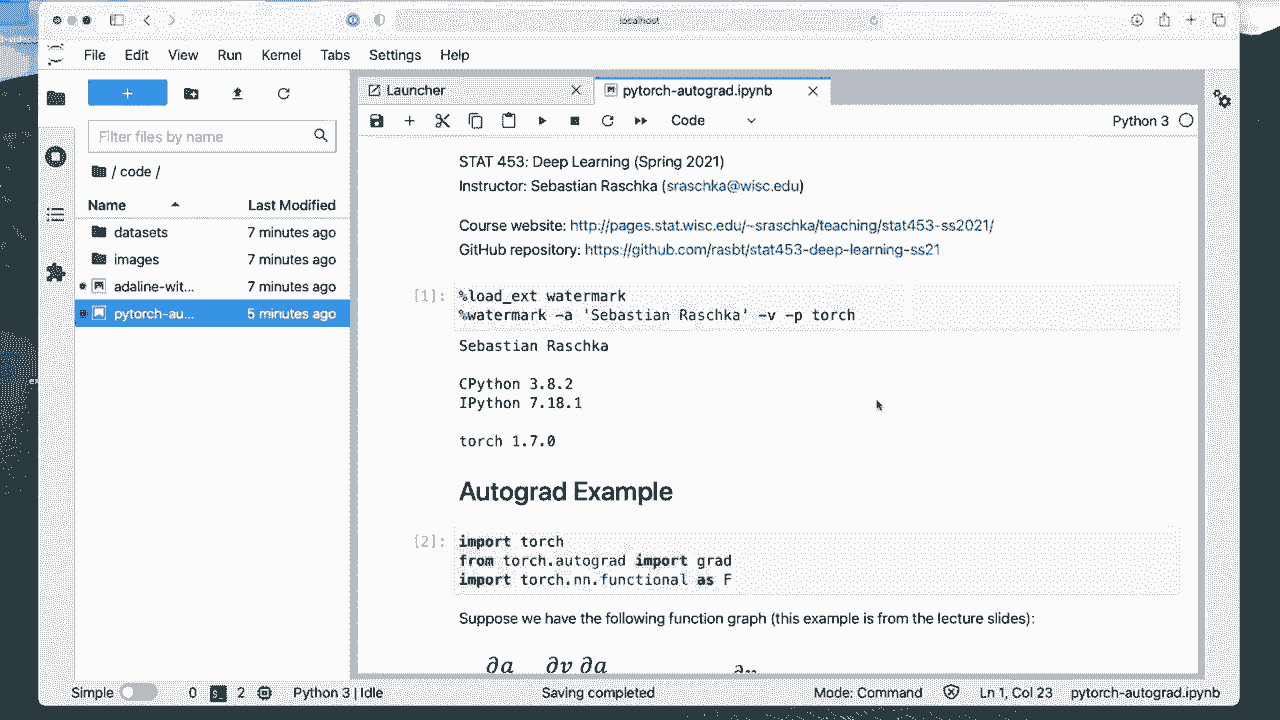 localhost
File Edit View Run Kernel Tabs Settings Help
Launcher
pytorch-autograd.ipynb
Code
Python 3
Filter files by name
/ code /
Name Last Modified
datasets 7 minutes ago
images 7 minutes ago
adaline-wit... 7 minutes ago
pytorch-au... 5 minutes ago
STAT 453: Deep Learning (Spring 2021)
Instructor: Sebastian Raschka (sraschka@wisc.edu)
Course website: http://pages.stat.wisc.edu/~sraschka/teaching/stat453-ss2021/
GitHub repository: https://github.com/rasbt/stat453-deep-learning-ss21
[1]: %load_ext watermark
%watermark -a 'Sebastian Raschka' -v -p torch
Sebastian Raschka
CPython 3.8.2
IPython 7.18.1
torch 1.7.0
Autograd Example
[2]: import torch
from torch.autograd import grad
import torch.nn.functional as F
Suppose we have the following function graph (this example is from the lecture slides):
∂a ∂v ∂a
Simple 0 2 Python 3 | Idle Saving completed Mode: Command Ln 1, Col 23 pytorch-autograd.ipynb